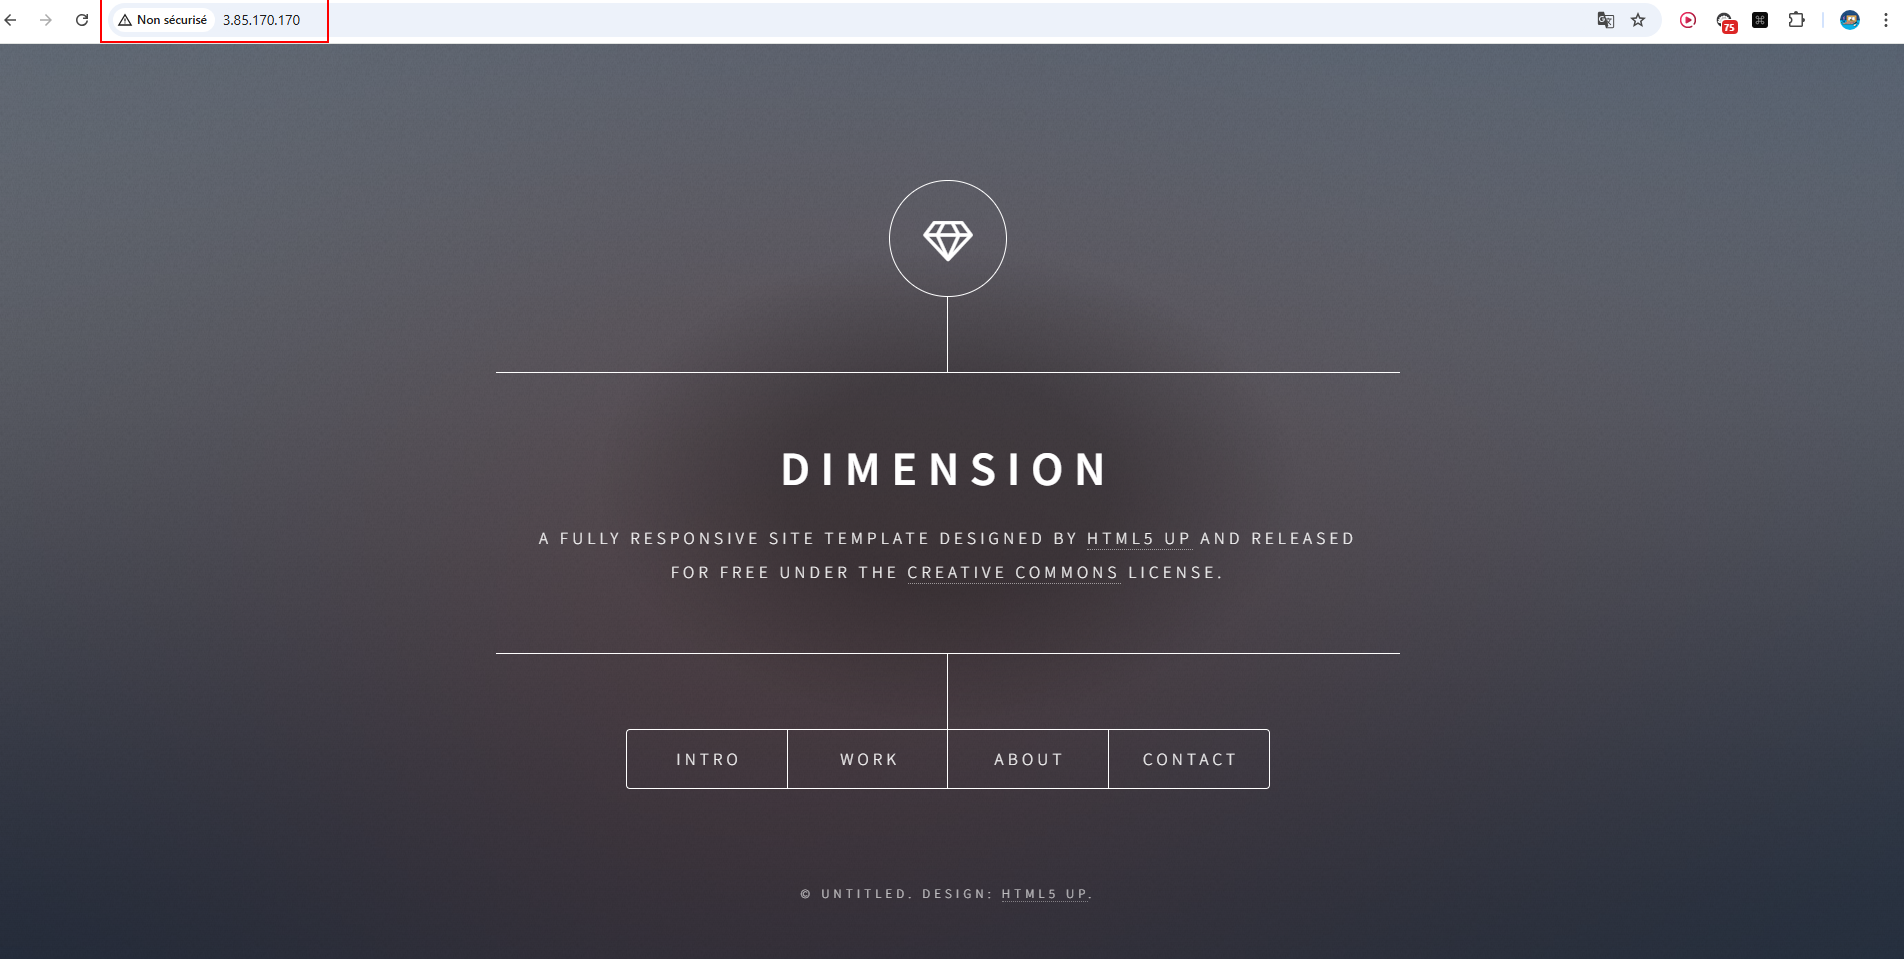 Non sécurisé 3.85.170.170
75
DIMENSION
A FULLY RESPONSIVE SITE TEMPLATE DESIGNED BY HTML5 UP AND RELEASED
FOR FREE UNDER THE CREATIVE COMMONS LICENSE.
INTRO WORK ABOUT CONTACT
© UNTITLED. DESIGN: HTML5 UP.